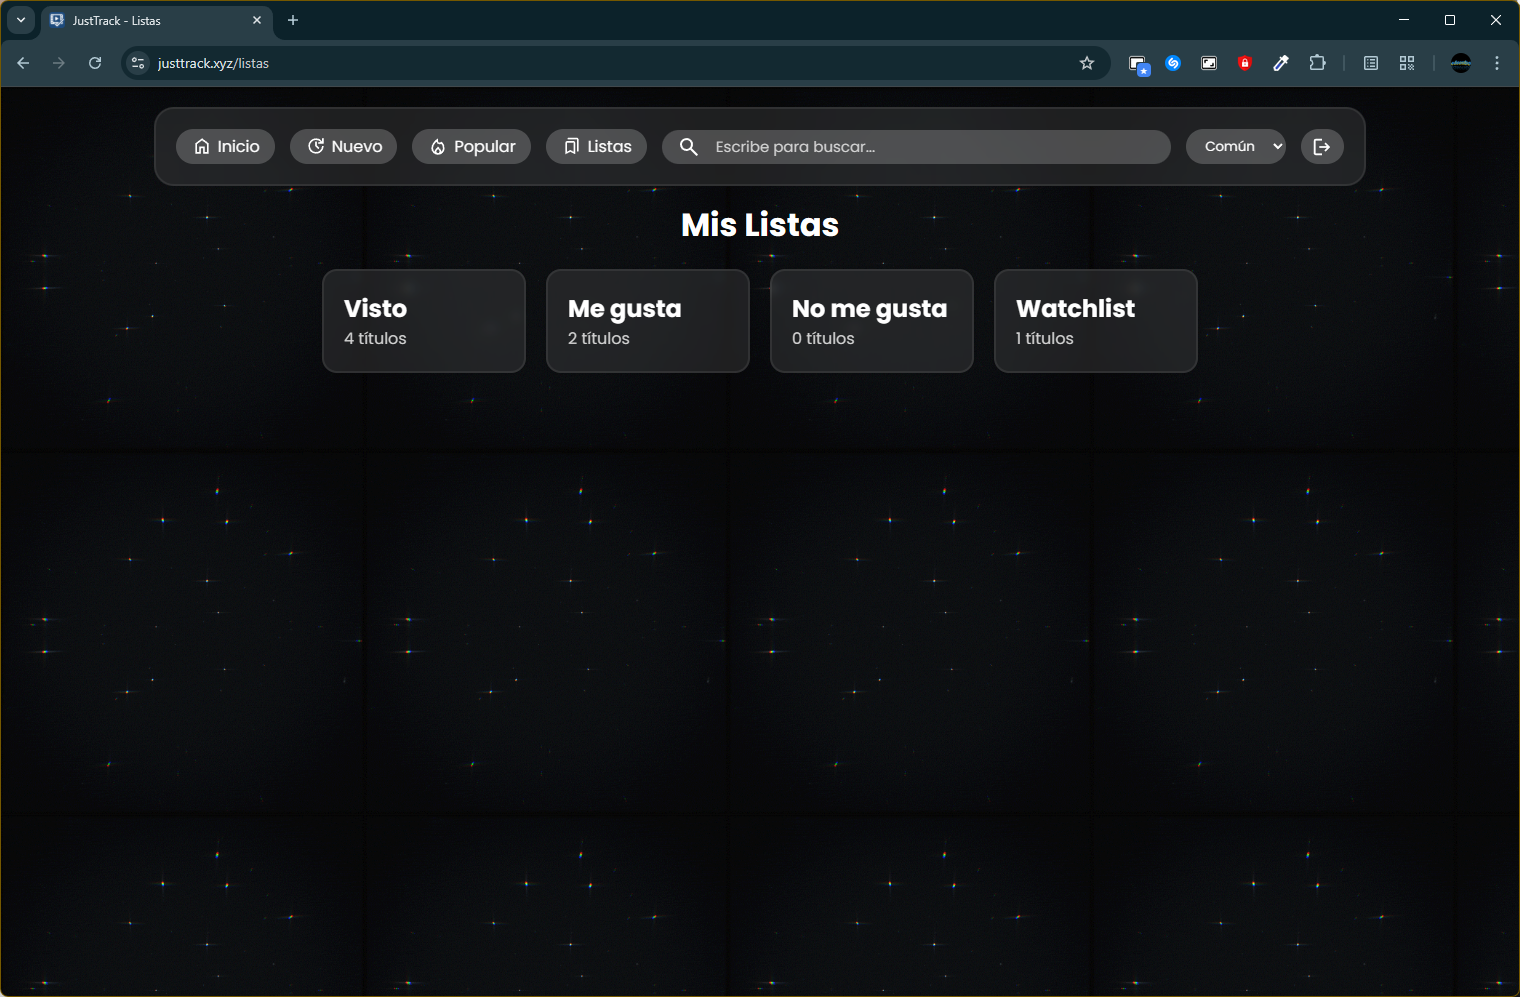 JustTrack - Listas
justtrack.xyz/listas
Inicio
Nuevo
Popular
Listas
Escribe para buscar...
Común
Mis Listas
Visto
4 títulos
Me gusta
2 títulos
No me gusta
0 títulos
Watchlist
1 títulos